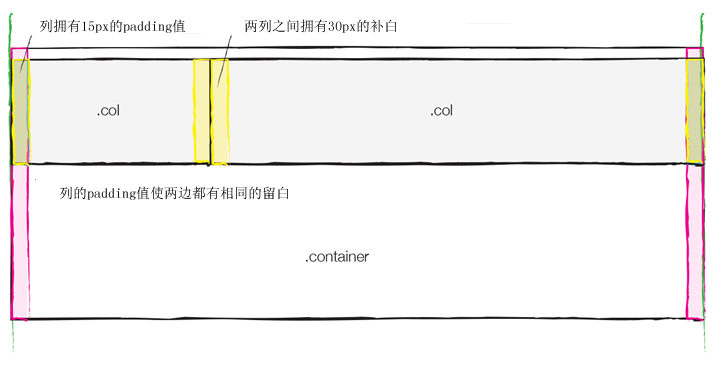 列拥有15px的padding值
两列之间拥有30px的补白
.col
.col
列的padding值使两边都有相同的留白
.container